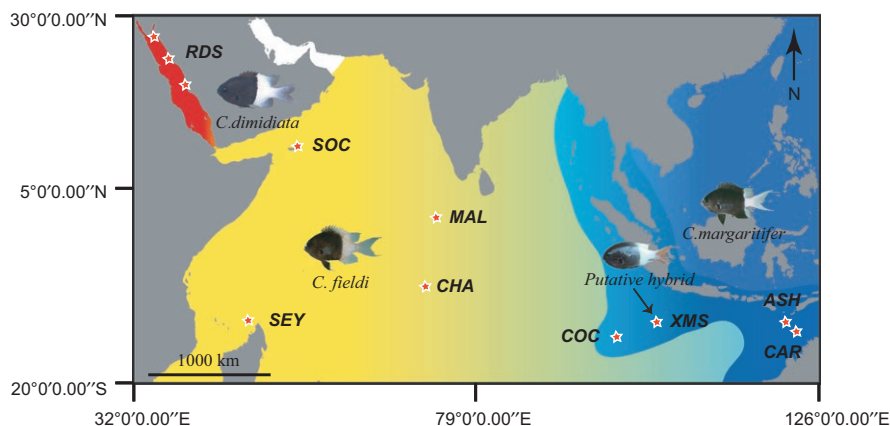 30°0'0.00''N
RDS
N
C.dimidiata
SOC
5°0'0.00''N
MAL
C.margaritifer
C. fieldi
Putative hybrid
CHA
ASH
SEY
XMS
COC
CAR
1000 km
20°0'0.00''S
32°0'0.00''E
79°0'0.00''E
126°0'0.00''E